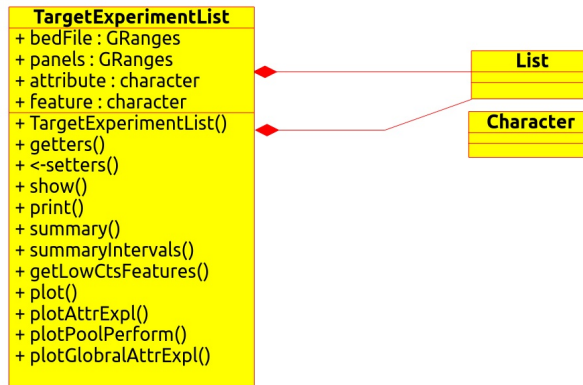 TargetExperimentList
+ bedFile : GRanges
+ panels : GRanges
+ attribute : character
+ feature : character
+ TargetExperimentList()
+ getters()
+ <-setters()
+ show()
+ print()
+ summary()
+ summaryIntervals()
+ getLowCtsFeatures()
+ plot()
+ plotAttrExpl()
+ plotPoolPerform()
+ plotGlobralAttrExpl()
List
Character